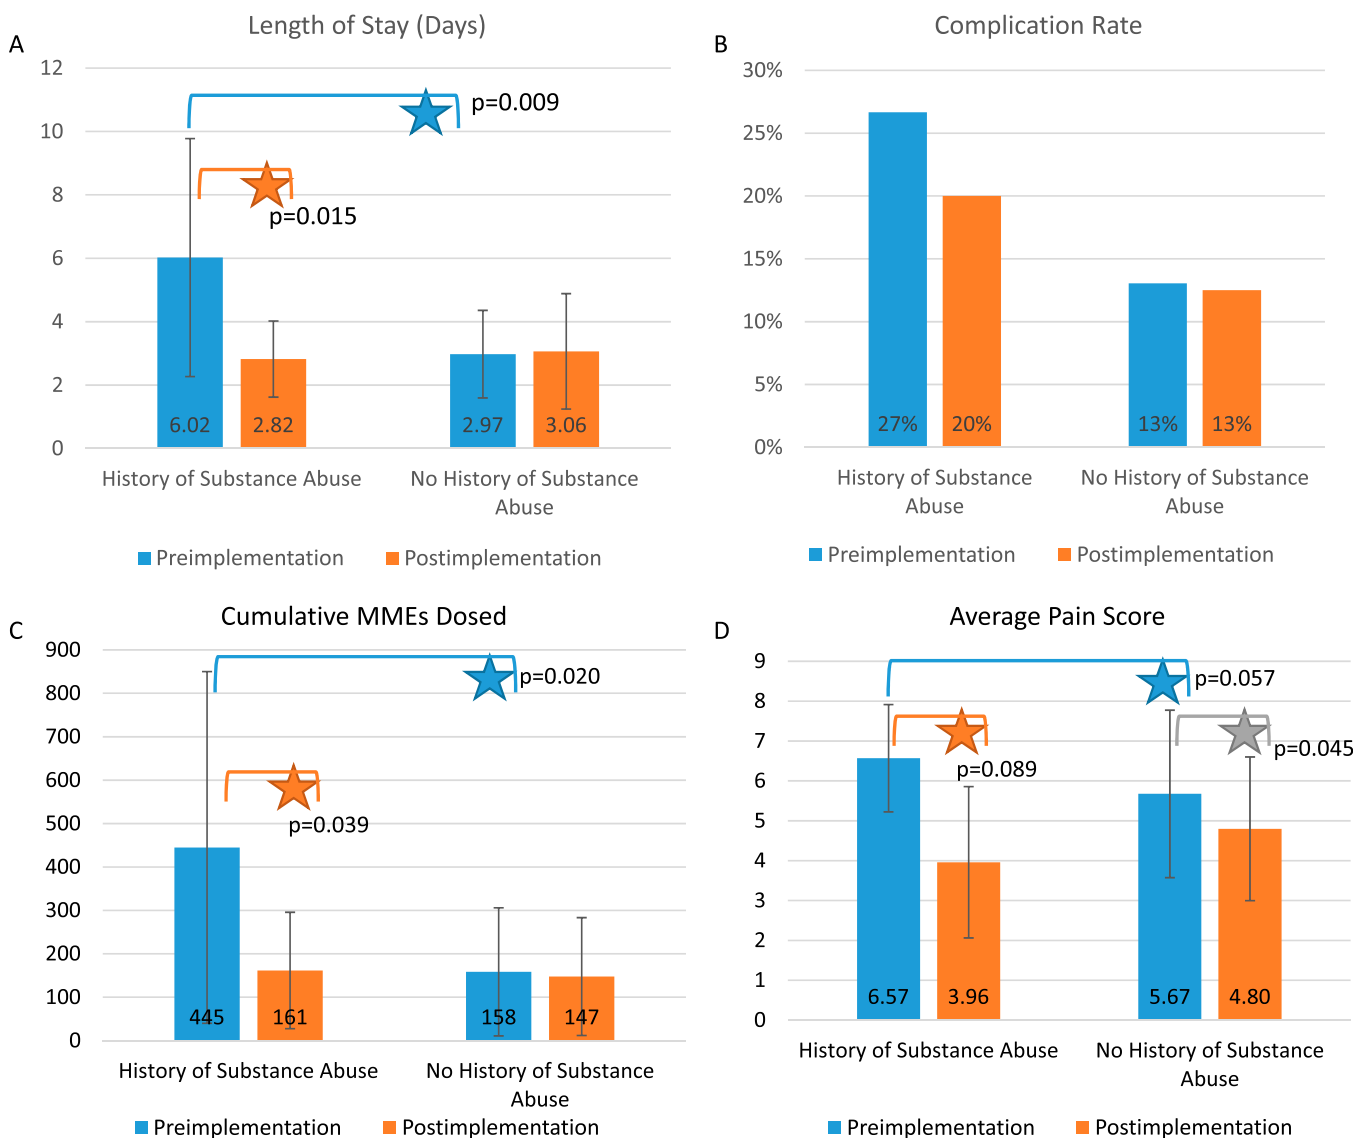 A
Length of Stay (Days)
12
10
8
6
4
2
0
p=0.009
p=0.015
6.02
2.82
2.97
3.06
History of Substance Abuse
No History of Substance
Abuse
Preimplementation
Postimplementation
B
Complication Rate
30%
25%
20%
15%
10%
5%
0%
27%
20%
13%
13%
History of Substance
Abuse
No History of Substance
Abuse
Preimplementation
Postimplementation
C
Cumulative MMEs Dosed
900
800
700
600
500
400
300
200
100
0
p=0.020
p=0.039
445
161
158
147
History of Substance Abuse
No History of Substance
Abuse
Preimplementation
Postimplementation
D
Average Pain Score
9
8
7
6
5
4
3
2
1
0
p=0.057
p=0.045
p=0.089
6.57
3.96
5.67
4.80
History of Substance Abuse
No History of Substance
Abuse
Preimplementation
Postimplementation